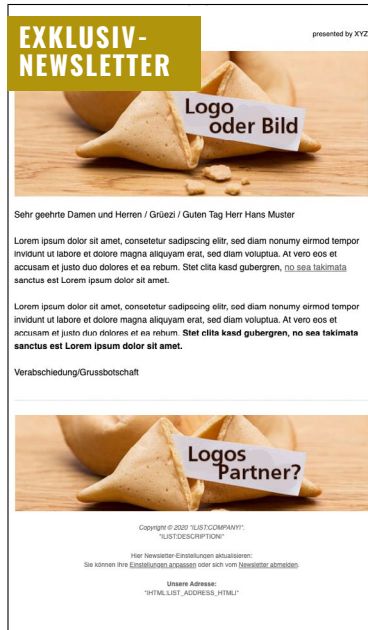 EXKLUSIV-
NEWSLETTER
presented by XYZ
Logo
oder Bild
Sehr geehrte Damen und Herren / Grüezi / Guten Tag Herr Hans Muster
Lorem ipsum dolor sit amet, consetetur sadipscing elitr, sed diam nonumy eirmod tempor
invidunt ut labore et dolore magna aliquyam erat, sed diam voluptua. At vero eos et
accusam et justo duo dolores et ea rebum. Stet clita kasd gubergren, no sea takimata
sanctus est Lorem ipsum dolor sit amet.
Lorem ipsum dolor sit amet, consetetur sadipscing elitr, sed diam nonumy eirmod tempor
invidunt ut labore et dolore magna aliquyam erat, sed diam voluptua. At vero eos et
accusam et justo duo dolores et ea rebum. Stet clita kasd gubergren, no sea takimata
sanctus est Lorem ipsum dolor sit amet.
Verabschiedung/Grussbotschaft
Logos
Partner?
Copyright © 2020 *|LIST:COMPANY|*,
*|LIST:DESCRIPTION|*
Hier Newsletter-Einstellungen aktualisieren:
Sie können Ihre Einstellungen anpassen oder sich vom Newsletter abmelden.
Unsere Adresse:
*|HTML:LIST_ADDRESS_HTML|*